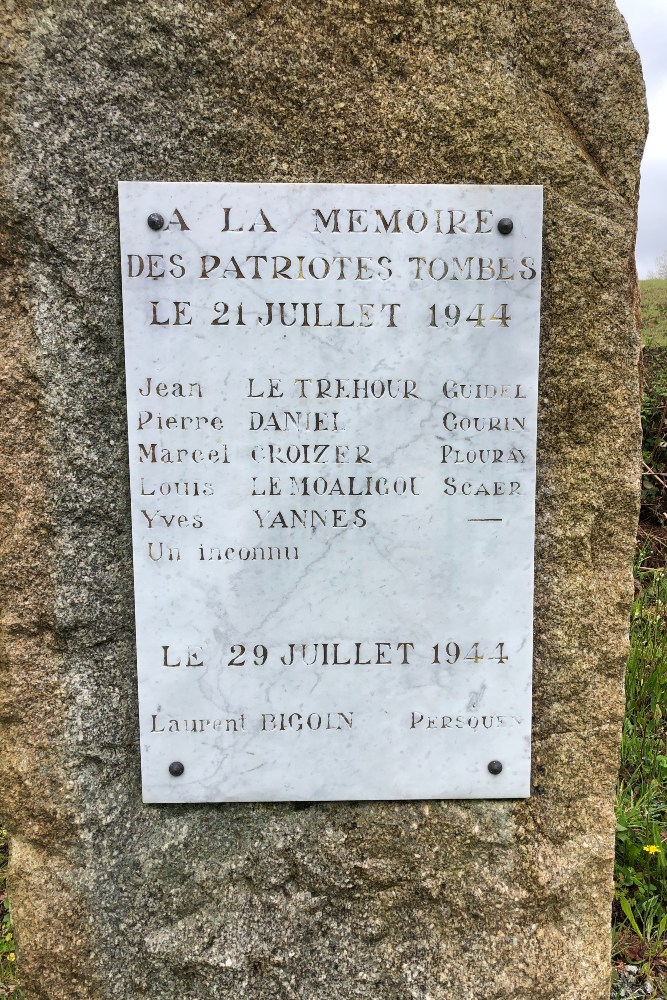 A LA MEMOIRE
DES PATRIOTES TOMBES
LE 21 JUILLET 1944
Jean LE TREHOUR GUIDEL
Pierre DANIEL GOURIN
Marcel CROIZER PLOURAY
Louis LE MOALIGOU SCAER
Yves YANNES —
Un inconnu
LE 29 JUILLET 1944
Laurent BIGOIN PERSQUEN